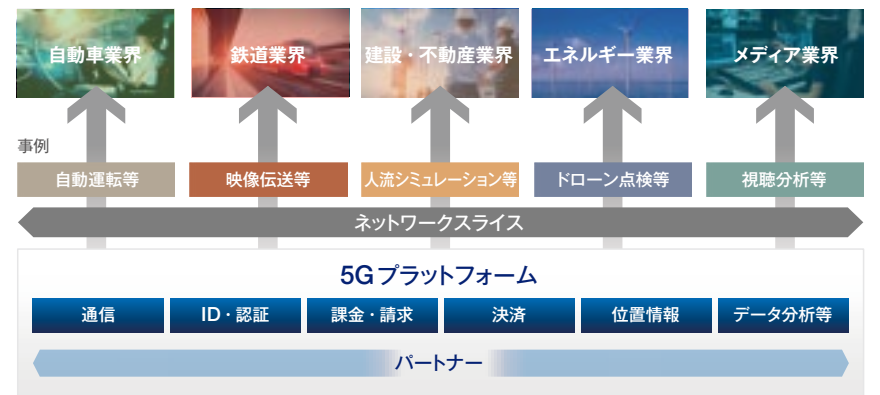 自動車業界
鉄道業界
建設・不動産業界
エネルギー業界
メディア業界
事例
自動運転等
映像伝送等
人流シミュレーション等
ドローン点検等
視聴分析等
ネットワークスライス
5Gプラットフォーム
通信
ID・認証
課金・請求
決済
位置情報
データ分析等
パートナー